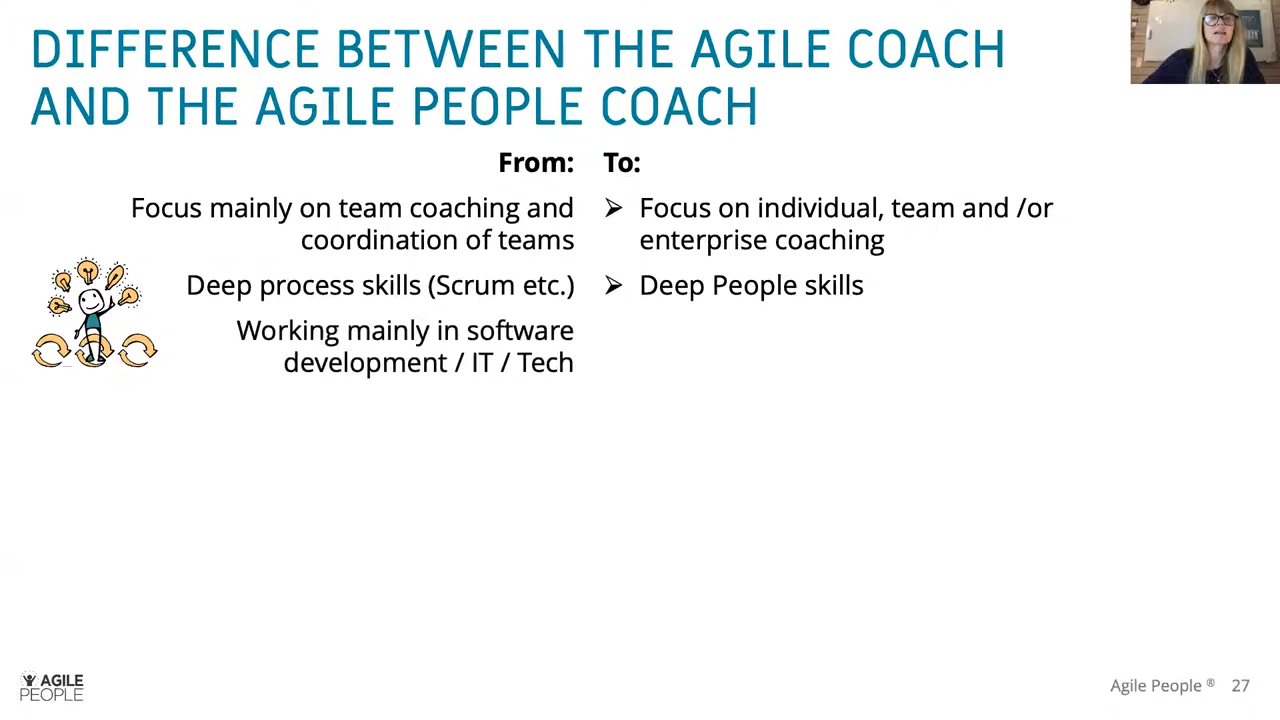 DIFFERENCE BETWEEN THE AGILE COACH
AND THE AGILE PEOPLE COACH
From:
To:
Focus mainly on team coaching and
coordination of teams
➢ Focus on individual, team and /or
enterprise coaching
Deep process skills (Scrum etc.)
➢ Deep People skills
Working mainly in software
development / IT / Tech
AGILE
PEOPLE
Agile People ® 27